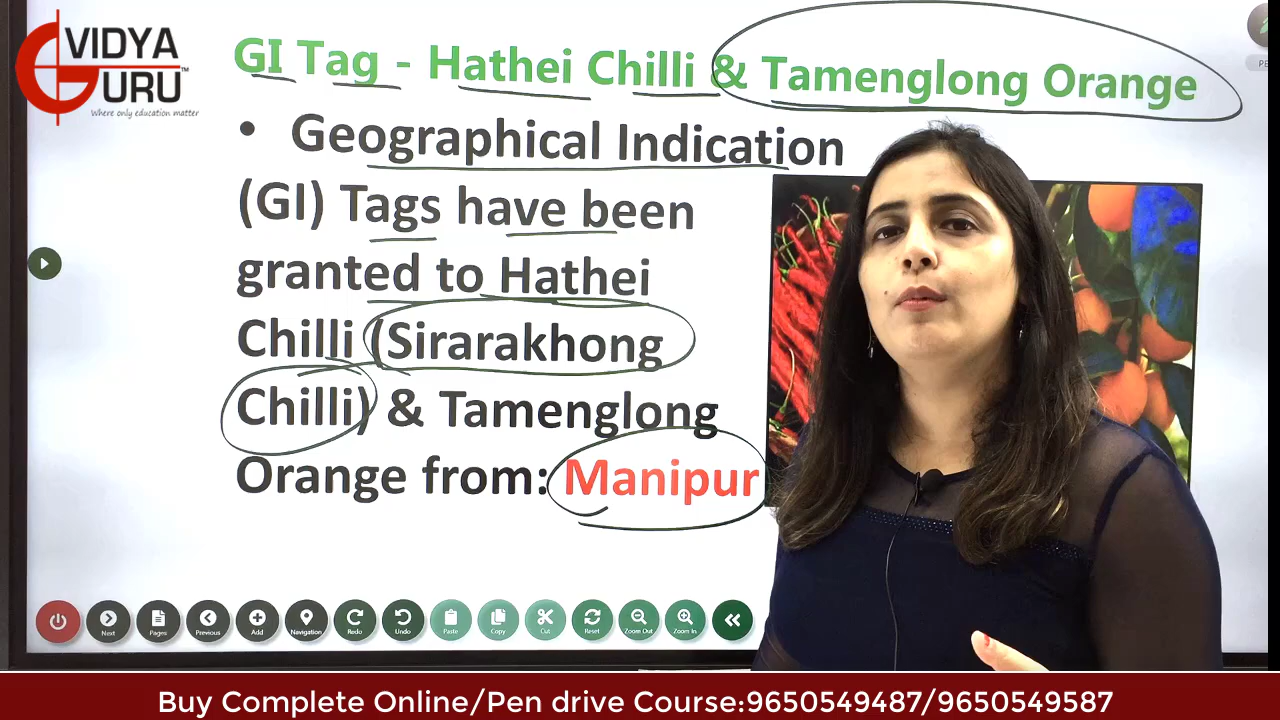 VIDYA
GURU™
Where only education matter
GI Tag - Hathei Chilli & Tamenglong Orange
• Geographical Indication
(GI) Tags have been
granted to Hathei
Chilli (Sirarakhong
Chilli) & Tamenglong
Orange from: Manipur
Next
Pages
Previous
Add
Navigation
Redo
Undo
Paste
Copy
Cut
Reset
Zoom Out
Zoom In
Buy Complete Online/Pen drive Course:9650549487/9650549587